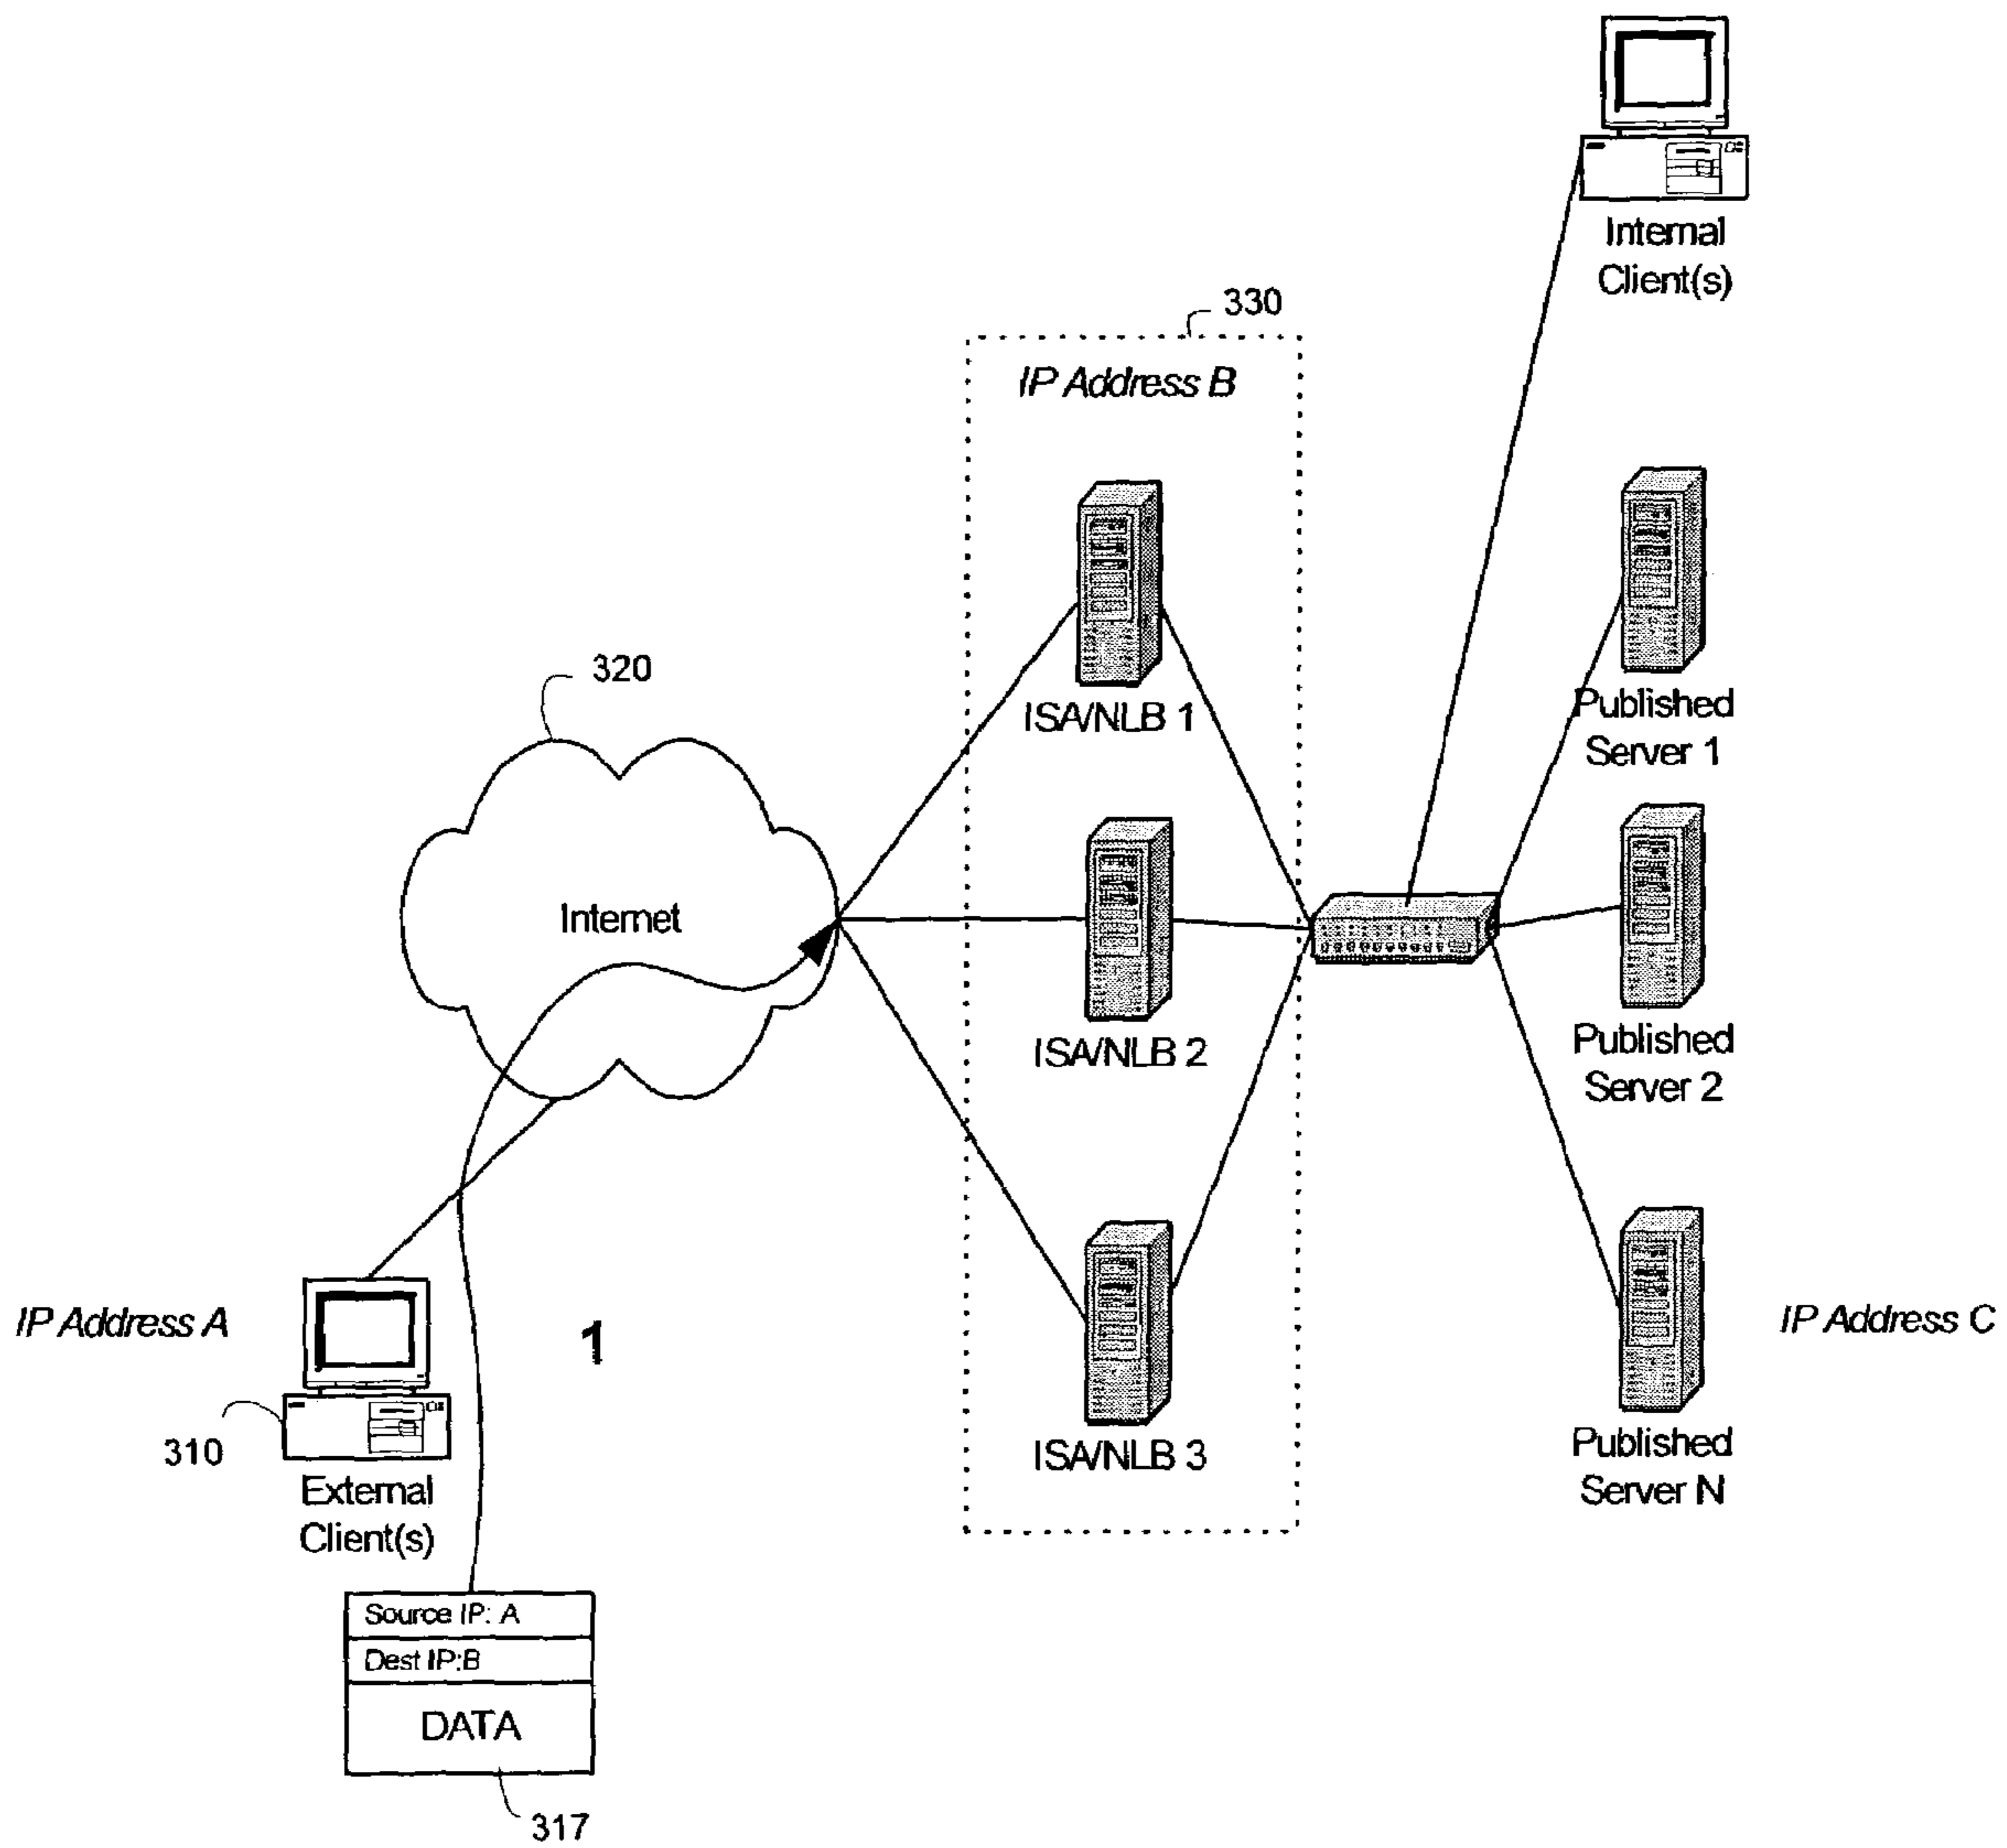 Internal
Client(s)
330
IP Address B
320
ISA/NLB 1
Published
Server 1
Internet
ISA/NLB 2
Published
Server 2
IP Address A
1
IP Address C
310
External
Client(s)
ISA/NLB 3
Published
Server N
Source IP: A
Dest IP:B
DATA
317